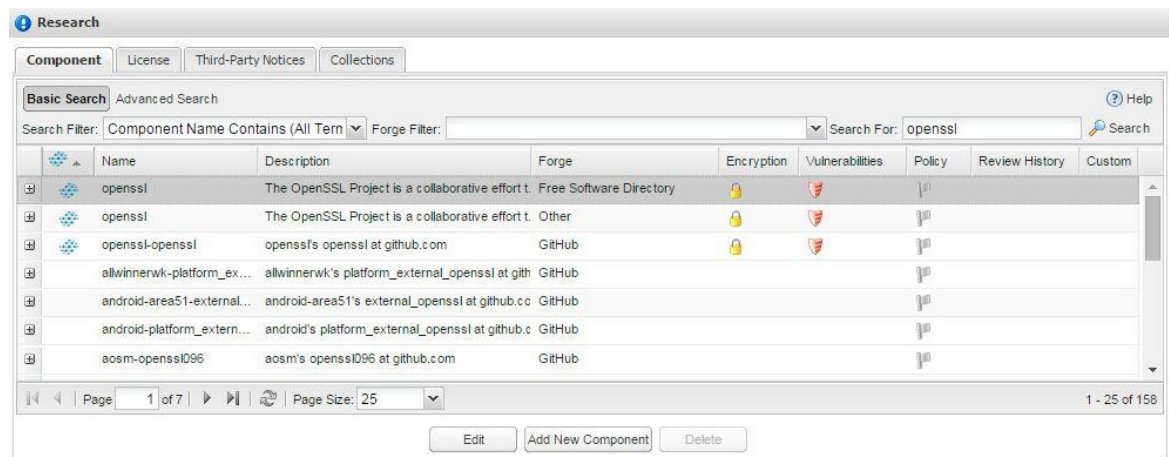 Research
Component License Third-Party Notices Collections
Basic Search Advanced Search Help
Search Filter: Component Name Contains (All Tern Forge Filter: Search For: openssl Search
Name Description Forge Encryption Vulnerabilities Policy Review History Custom
openssl The OpenSSL Project is a collaborative effort t. Free Software Directory
openssl The OpenSSL Project is a collaborative effort t. Other
openssl-openssl openssl's openssl at github.com GitHub
allwinnerwk-platform_ex... allwinnerwk's platform_external_openssl at gith GitHub
android-area51-external... android-area51's external_openssl at github.cc GitHub
android-platform_extern... android's platform_external_openssl at github.c GitHub
aosm-openssl096 aosm's openssl096 at github.com GitHub
Page 1 of 7 Page Size: 25 1 - 25 of 158
Edit Add New Component Delete